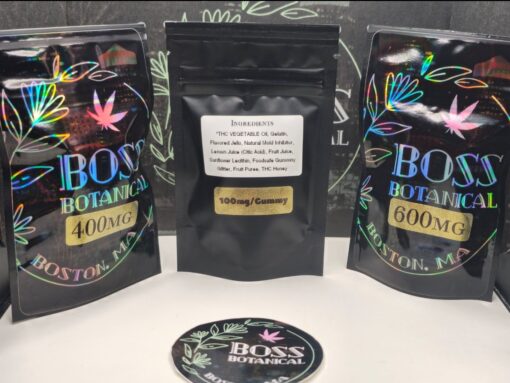 BOSS
BOTANICAL
400MG
BOSTON, MA
INGREDIENTS
*THC VEGETABLE Oil, Gelatin,
Flavored Jello, Natural Mold Inhibitor,
Lemon Juice (Citic Acid), Fruit Juice,
Sunflower Lecithin, Foodsafe Gummy
Glitter, Fruit Puree, THC Honey
100mg/Gummy
BOSS
BOTANICAL
600MG
BOSTON, MA
BOSS
BOTANICAL